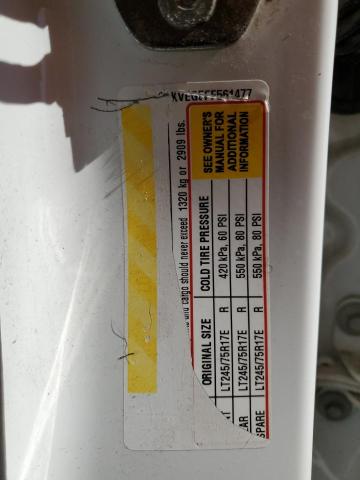 KVEGEFFE561477
and cargo should never exceed 1320 kg or 2909 lbs.
ORIGINAL SIZE COLD TIRE PRESSURE SEE OWNER'S MANUAL FOR ADDITIONAL INFORMATION
LT245/75R17E R 420 kPa, 60 PSI
LT245/75R17E R 550 kPa, 80 PSI
SPARE LT245/75R17E R 550 kPa, 80 PSI